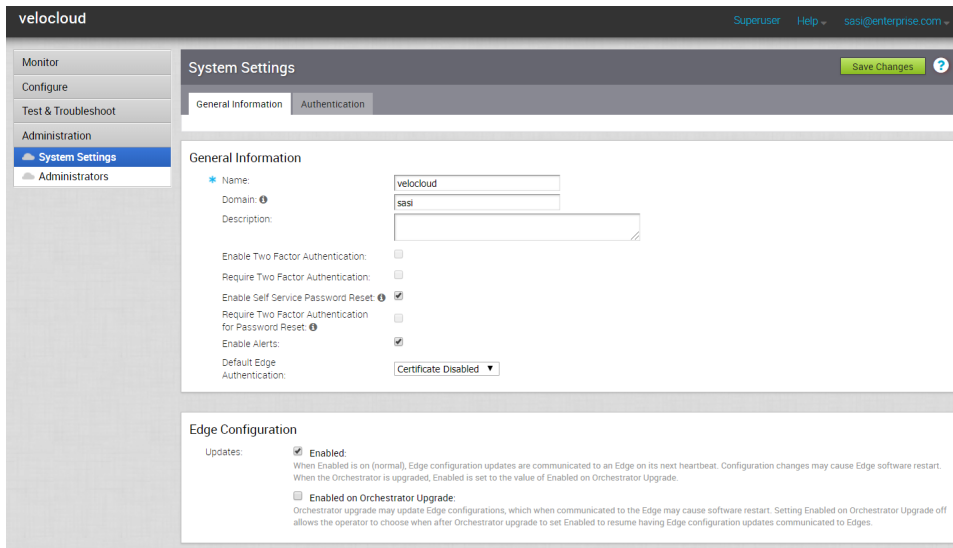 velocloud
Superuser Help sasi@enterprise.com
Monitor
Configure
Test & Troubleshoot
Administration
System Settings
Administrators
System Settings
Save Changes ?
General Information Authentication
General Information
* Name: velocloud
Domain: sasi
Description:
Enable Two Factor Authentication:
Require Two Factor Authentication:
Enable Self Service Password Reset:
Require Two Factor Authentication
for Password Reset:
Enable Alerts:
Default Edge
Authentication:
Certificate Disabled
Edge Configuration
Updates: Enabled:
When Enabled is on (normal), Edge configuration updates are communicated to an Edge on its next heartbeat. Configuration changes may cause Edge software restart.
When the Orchestrator is upgraded, Enabled is set to the value of Enabled on Orchestrator Upgrade.
Enabled on Orchestrator Upgrade:
Orchestrator upgrade may update Edge configurations, which when communicated to the Edge may cause software restart. Setting Enabled on Orchestrator Upgrade off
allows the operator to choose when after Orchestrator upgrade to set Enabled to resume having Edge configuration updates communicated to Edges.